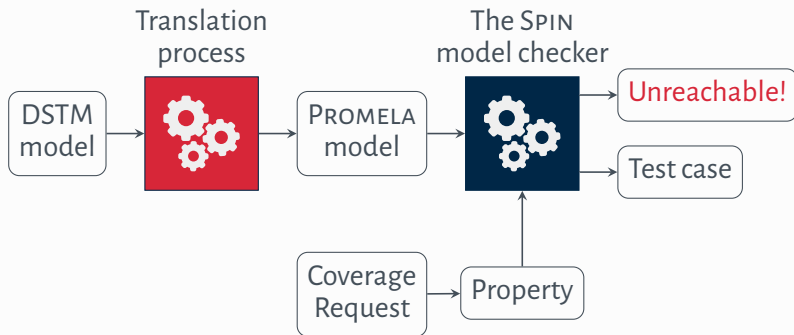 Translation
process
The SPIN
model checker
DSTM
model
PROMELA
model
Unreachable!
Test case
Coverage
Request
Property